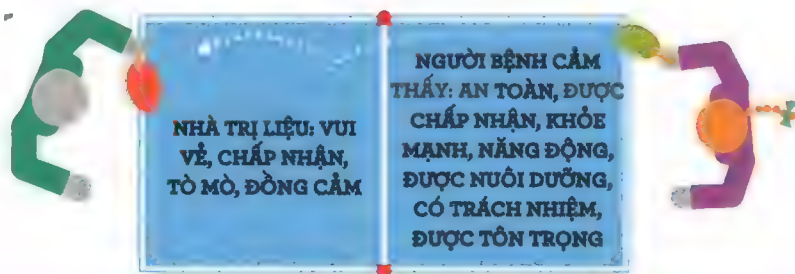 NHÀ TRỊ LIỆU: VUI
VẺ, CHẤP NHẬN,
TÒ MÒ, ĐỒNG CẢM
NGƯỜI BỆNH CẢM
THẤY: AN TOÀN, ĐƯỢC
CHẤP NHẬN, KHỎE
MẠNH, NĂNG ĐỘNG,
ĐƯỢC NUÔI DƯỠNG,
CÓ TRÁCH NHIỆM,
ĐƯỢC TÔN TRỌNG